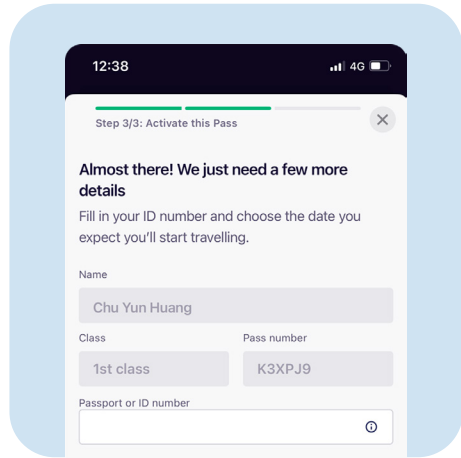 12:38 4G
Step 3/3: Activate this Pass
Almost there! We just need a few more
details
Fill in your ID number and choose the date you
expect you'll start travelling.
Name
Chu Yun Huang
Class Pass number
1st class K3XPJ9
Passport or ID number